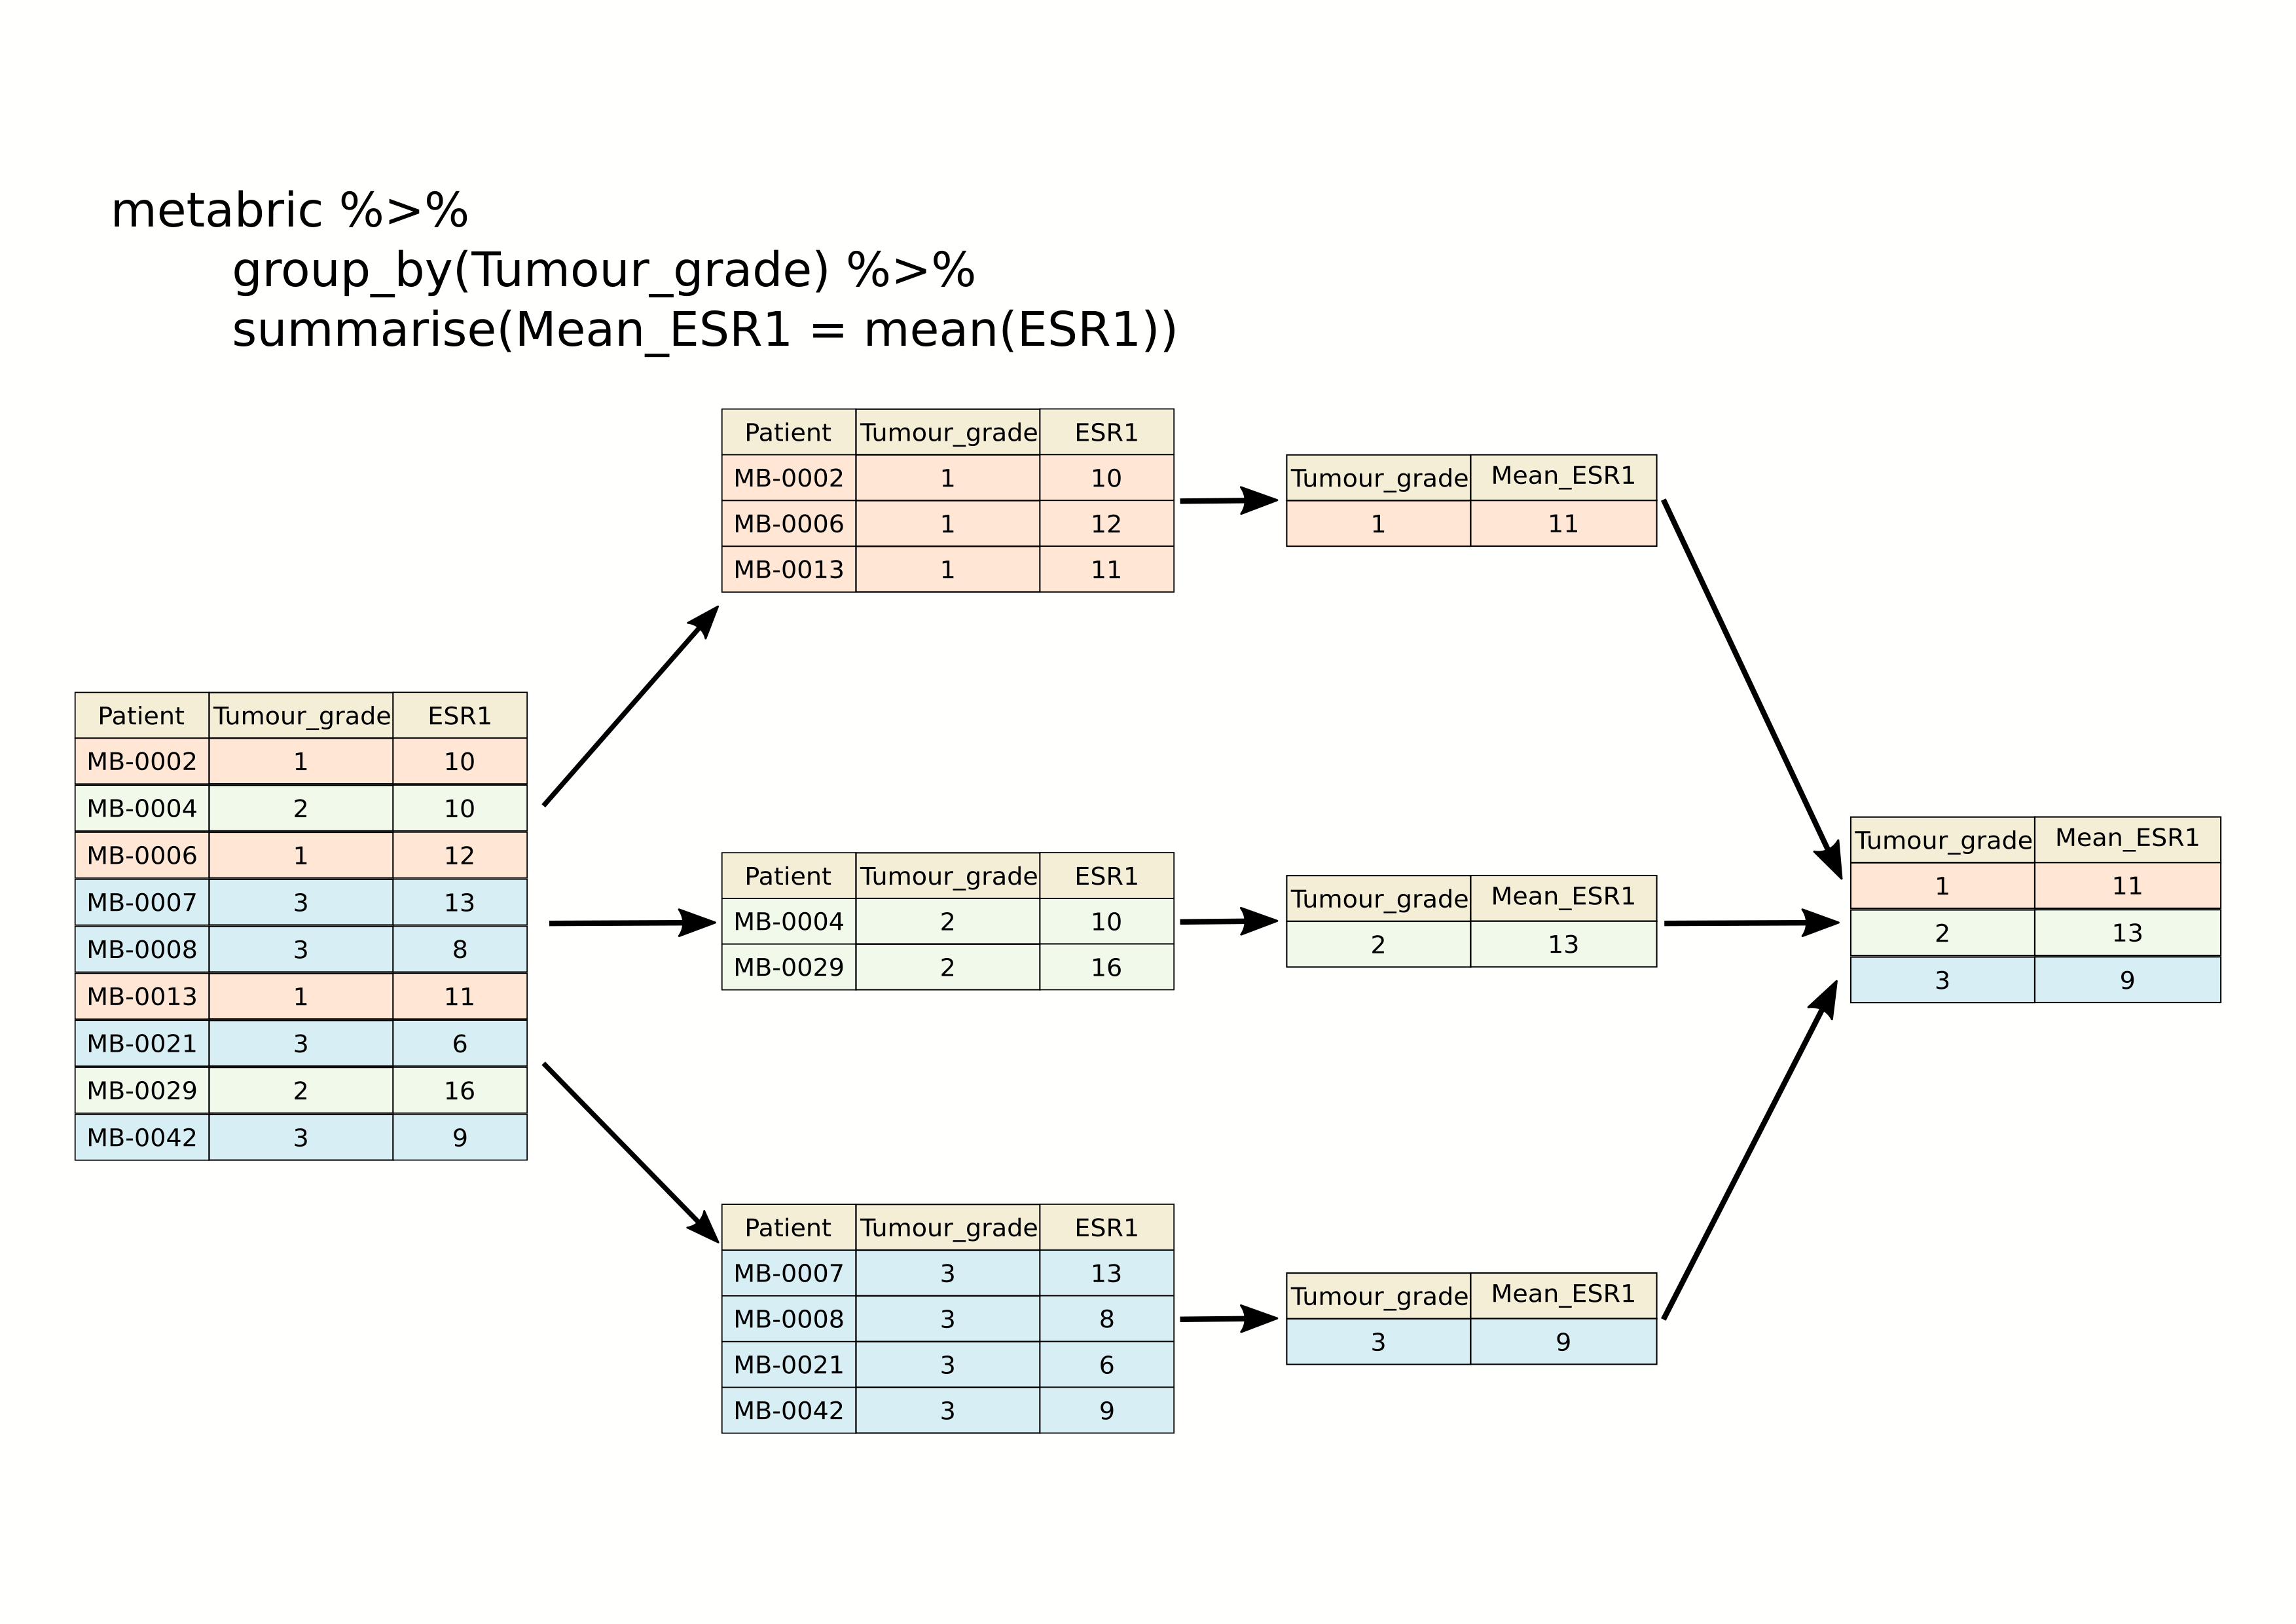 metabric %>%
group_by(Tumour_grade) %>%
summarise(Mean_ESR1 = mean(ESR1))
Patient Tumour_grade ESR1
MB-0002 1 10
MB-0004 2 10
MB-0006 1 12
MB-0007 3 13
MB-0008 3 8
MB-0013 1 11
MB-0021 3 6
MB-0029 2 16
MB-0042 3 9
Patient Tumour_grade ESR1
MB-0002 1 10
MB-0006 1 12
MB-0013 1 11
Patient Tumour_grade ESR1
MB-0004 2 10
MB-0029 2 16
Patient Tumour_grade ESR1
MB-0007 3 13
MB-0008 3 8
MB-0021 3 6
MB-0042 3 9
Tumour_grade Mean_ESR1
1 11
Tumour_grade Mean_ESR1
2 13
Tumour_grade Mean_ESR1
3 9
Tumour_grade Mean_ESR1
1 11
2 13
3 9